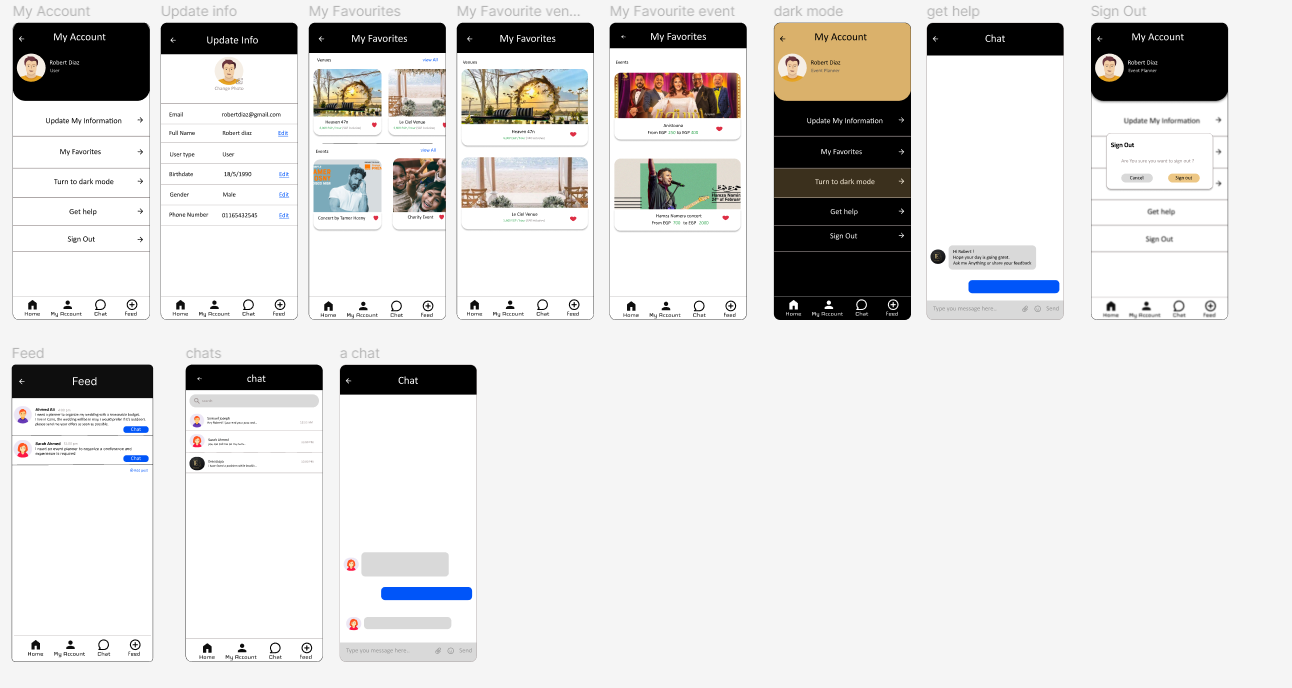 My Account
Update info
My Favourites
My Favourite ven...
My Favourite event
dark mode
get help
Sign Out
My Account
Robert Diaz
User
Update My Information
My Favorites
Turn to dark mode
Get help
Sign Out
Home
My Account
Chat
Feed
Update Info
Change Photo
Email
robertdiaz@gmail.com
Full Name
Robert diaz
Edit
User type
User
Birthdate
18/5/1990
Edit
Gender
Male
Edit
Phone Number
01165432545
Edit
Home
My Account
Chat
Feed
My Favorites
Venues
view All
Heaven 47n
Le Ciel Venue
Events
view All
Concert by Tamer Hosny
Charity Event
Home
My Account
Chat
Feed
My Favorites
Venues
Heaven 47n
Le Ciel Venue
Home
My Account
Chat
Feed
My Favorites
Events
From EGP 250 to EGP 400
Hamza Namira concert
From EGP 700 to EGP 2000
Home
My Account
Chat
Feed
My Account
Robert Diaz
Event Planner
Update My Information
My Favorites
Turn to dark mode
Get help
Sign Out
Home
My Account
Chat
Feed
Chat
Hi Robert !
Hope your day is going great.
Ask me Anything or share your feedback
Type you message here...
Send
My Account
Robert Diaz
Event Planner
Update My Information
Sign Out
Are You sure you want to sign out ?
Cancel
Sign out
Get help
Sign Out
Home
My Account
Chat
Feed
Feed
chats
a chat
Feed
Ahmed Ali
Chat
Sarah Ahmed
I need an event planner to organize a conference and
experience is required
Chat
Home
My Account
Chat
Feed
chat
Sarah Ahmed
Home
My Account
Chat
Feed
Chat
Type you message here...
Send